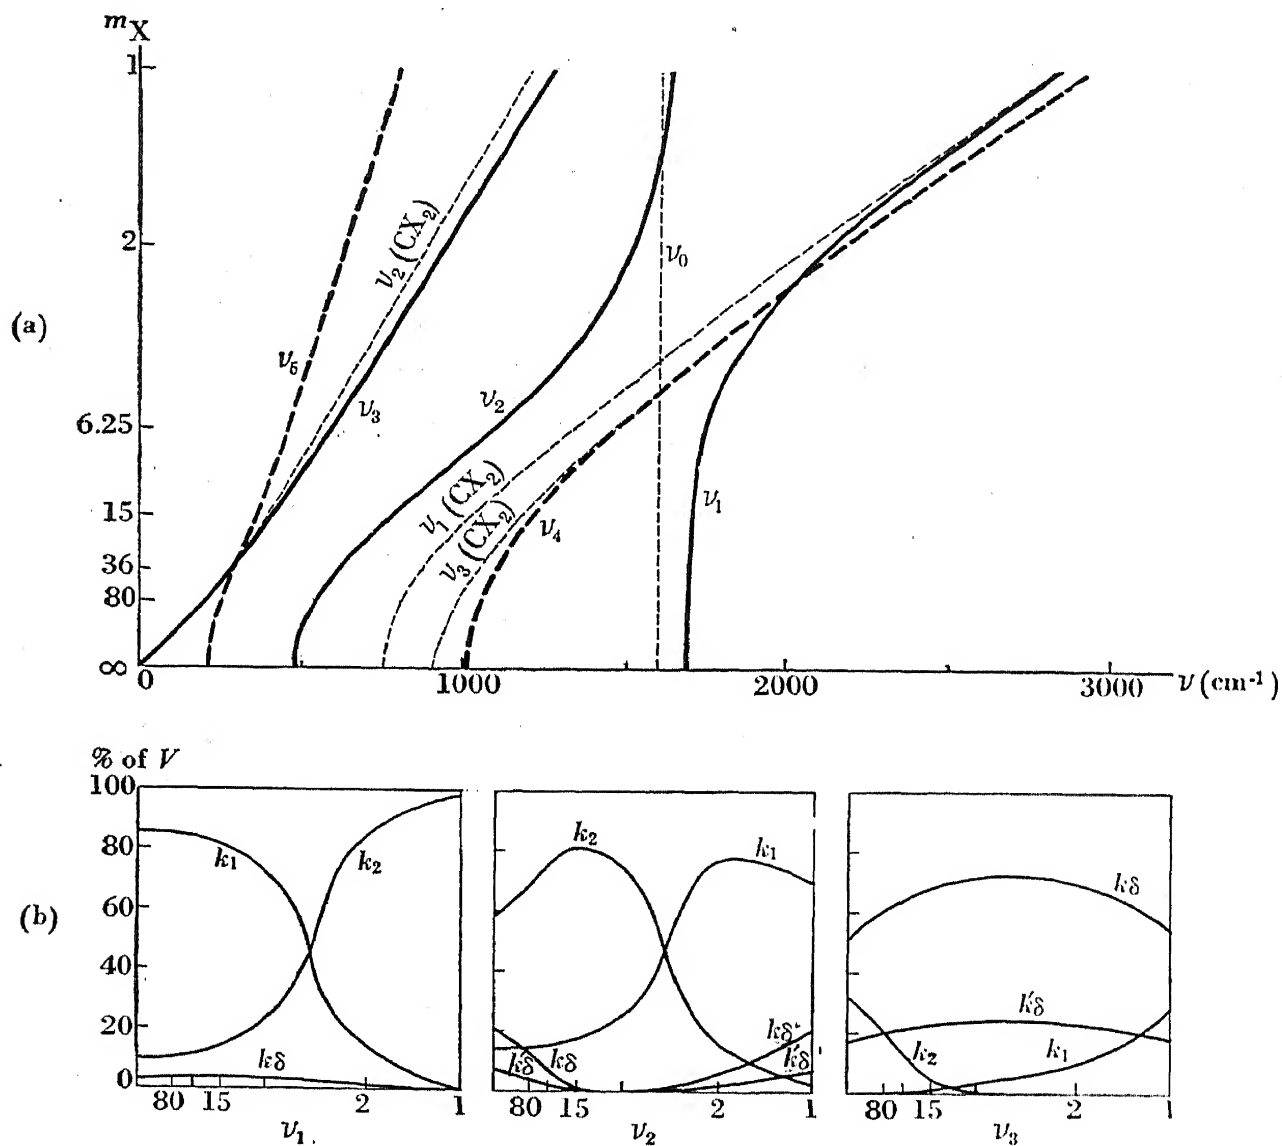 m_X
1
ν₂ (CX₂)
2
ν₀
(a)
ν₅
ν₃
ν₂
6.25
ν₁ (CX₂)
ν₃ (CX₂)
ν₄
ν₁
15
36
80
∞
0 1000 2000 3000 ν (cm⁻¹)
% of V
100
80
60
40
20
0
(b)
k₁ k₂ kδ
80 15 2 1
ν₁.
k₂ k₁ kδ k′δ kδ k′δ
80 15 2 1
ν₂
kδ k′δ k₂ k₁
80 15 2 1
ν₃